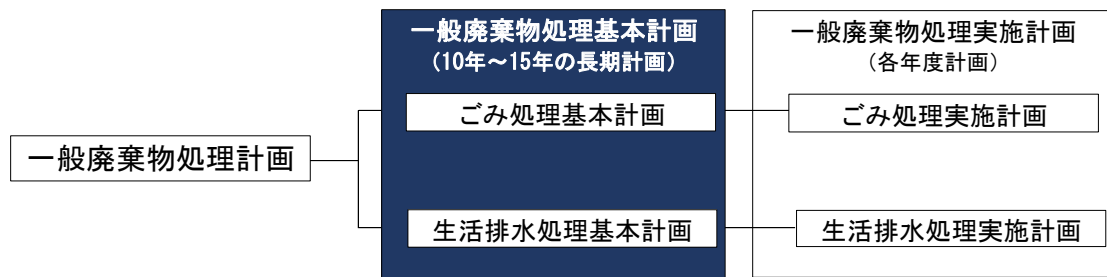 一般廃棄物処理計画
一般廃棄物処理基本計画
(10年～15年の長期計画)
ごみ処理基本計画
生活排水処理基本計画
一般廃棄物処理実施計画
(各年度計画)
ごみ処理実施計画
生活排水処理実施計画